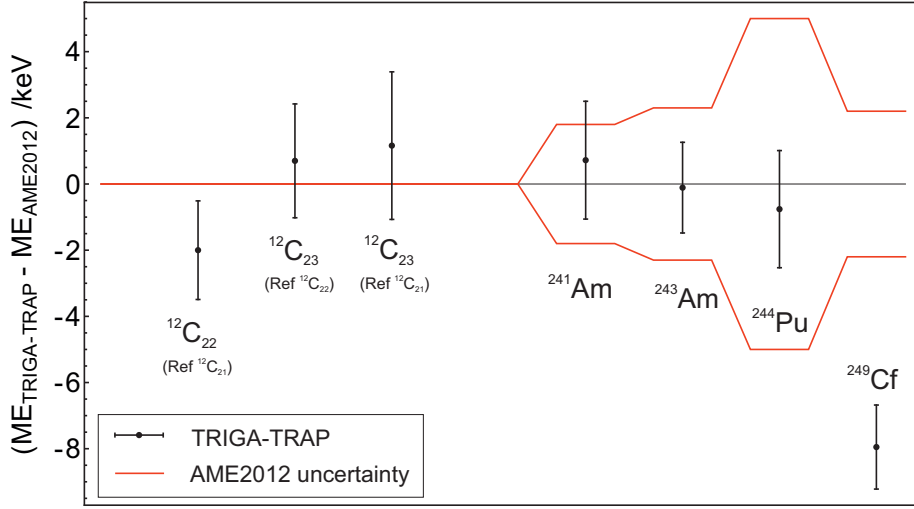 (ME_TRIGA-TRAP - ME_AME2012) /keV
4
2
0
-2
-4
-6
-8
¹²C₂₂
(Ref ¹²C₂₁)
¹²C₂₃
(Ref ¹²C₂₂)
¹²C₂₃
(Ref ¹²C₂₁)
²⁴¹Am
²⁴³Am
²⁴⁴Pu
²⁴⁹Cf
TRIGA-TRAP
AME2012 uncertainty